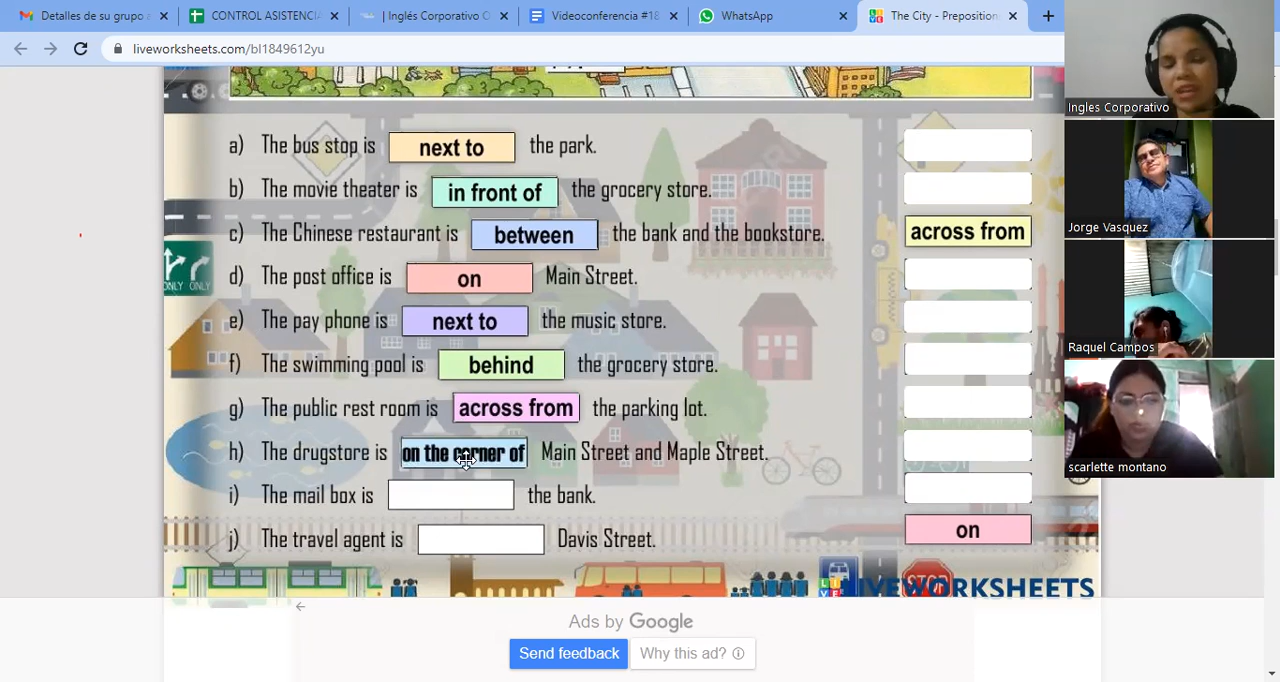 Detalles de su grupo a
CONTROL ASISTENCIA
Inglés Corporativo O
Videoconferencia #18
WhatsApp
The City - Preposition
liveworksheets.com/bl1849612yu
Ingles Corporativo
a) The bus stop is next to the park.
b) The movie theater is in front of the grocery store.
Jorge Vasquez
c) The Chinese restaurant is between the bank and the bookstore.
across from
ONLY ONLY
d) The post office is on Main Street.
e) The pay phone is next to the music store.
Raquel Campos
f) The swimming pool is behind the grocery store.
g) The public rest room is across from the parking lot.
h) The drugstore is on the corner of Main Street and Maple Street.
scarlette montano
i) The mail box is the bank.
j) The travel agent is Davis Street.
on
LIVEWORKSHEETS
STOP
Ads by Google
Send feedback
Why this ad?